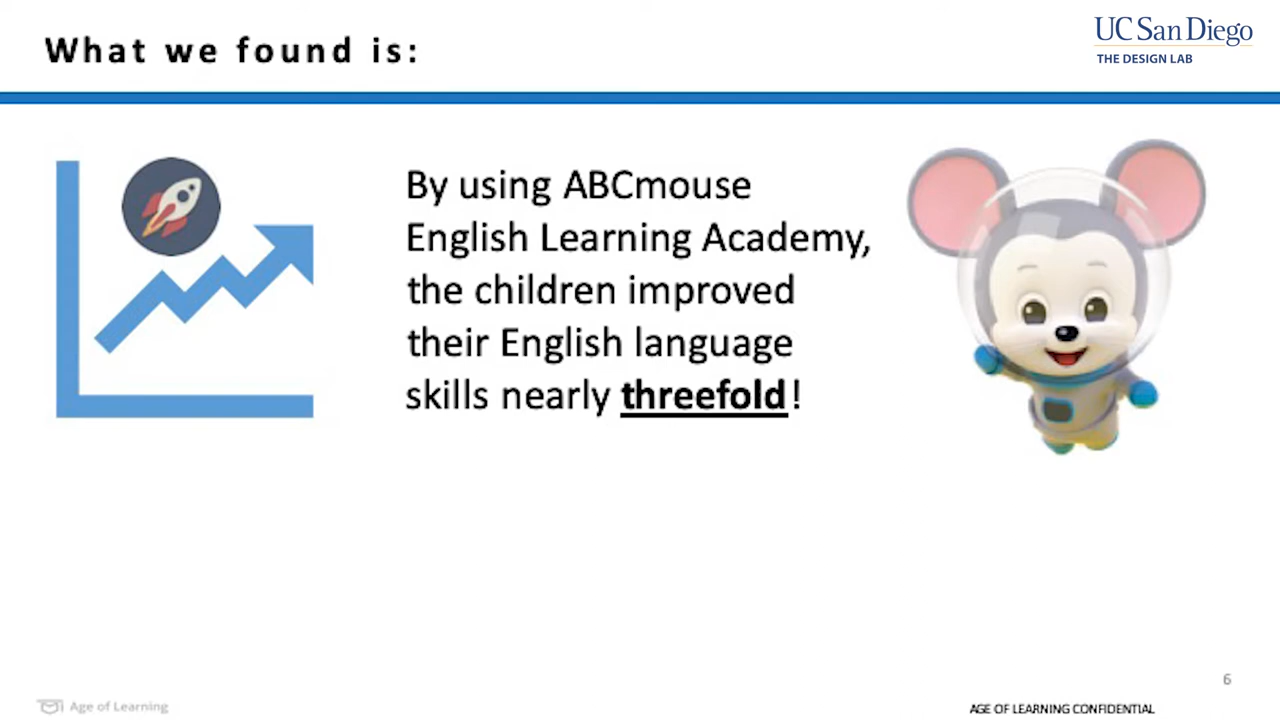 What we found is:
UC San Diego
THE DESIGN LAB
By using ABCmouse
English Learning Academy,
the children improved
their English language
skills nearly threefold!
6
Age of Learning
AGE OF LEARNING CONFIDENTIAL